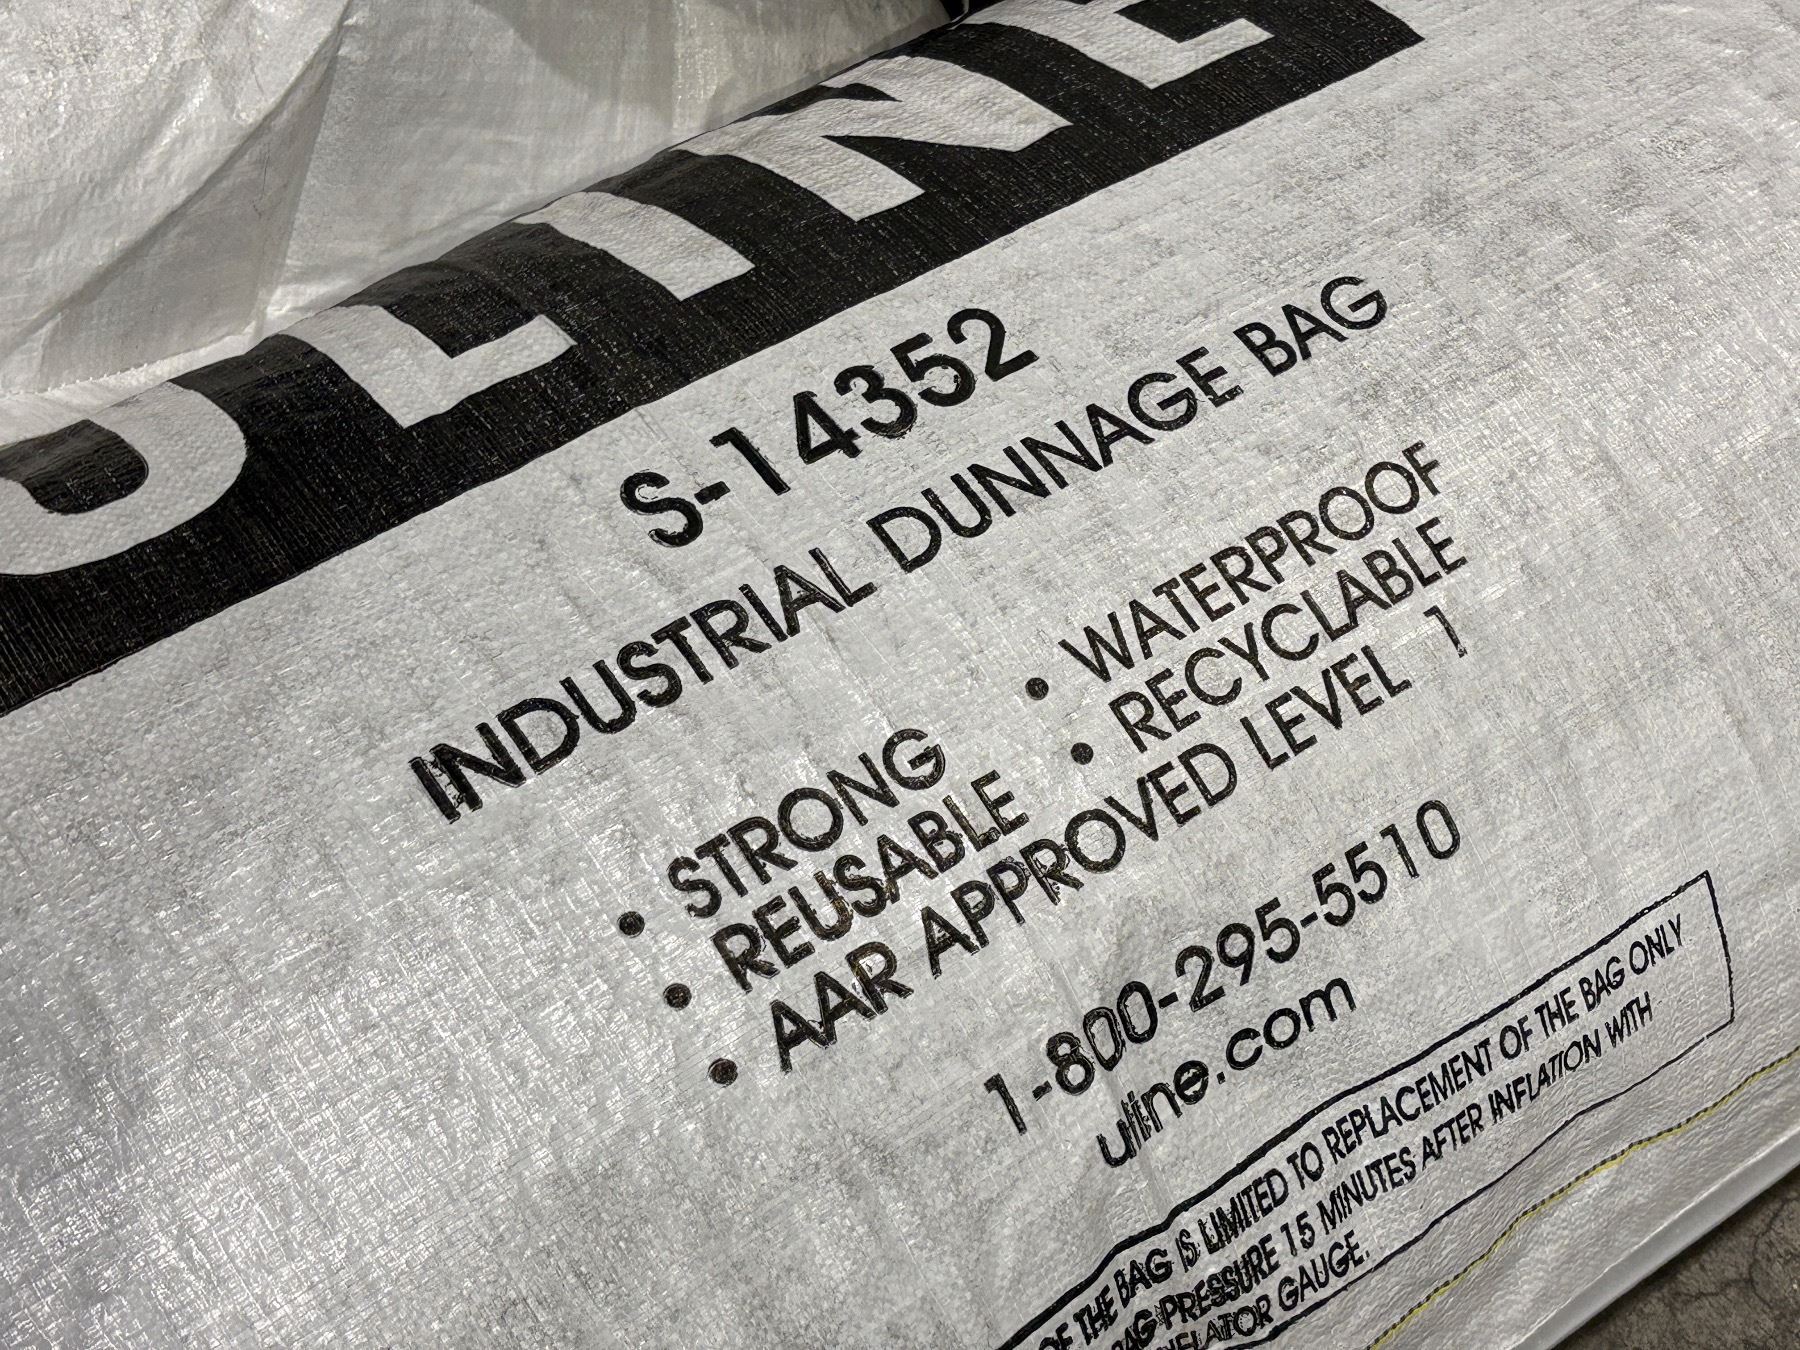 ULINE
S-14352
INDUSTRIAL DUNNAGE BAG
• STRONG
• WATERPROOF
• REUSABLE
• RECYCLABLE
• AAR APPROVED LEVEL 1
1-800-295-5510
uline.com
OF THE BAG IS LIMITED TO REPLACEMENT OF THE BAG ONLY
BAG PRESSURE 15 MINUTES AFTER INFLATION WITH
INFLATOR GAUGE.